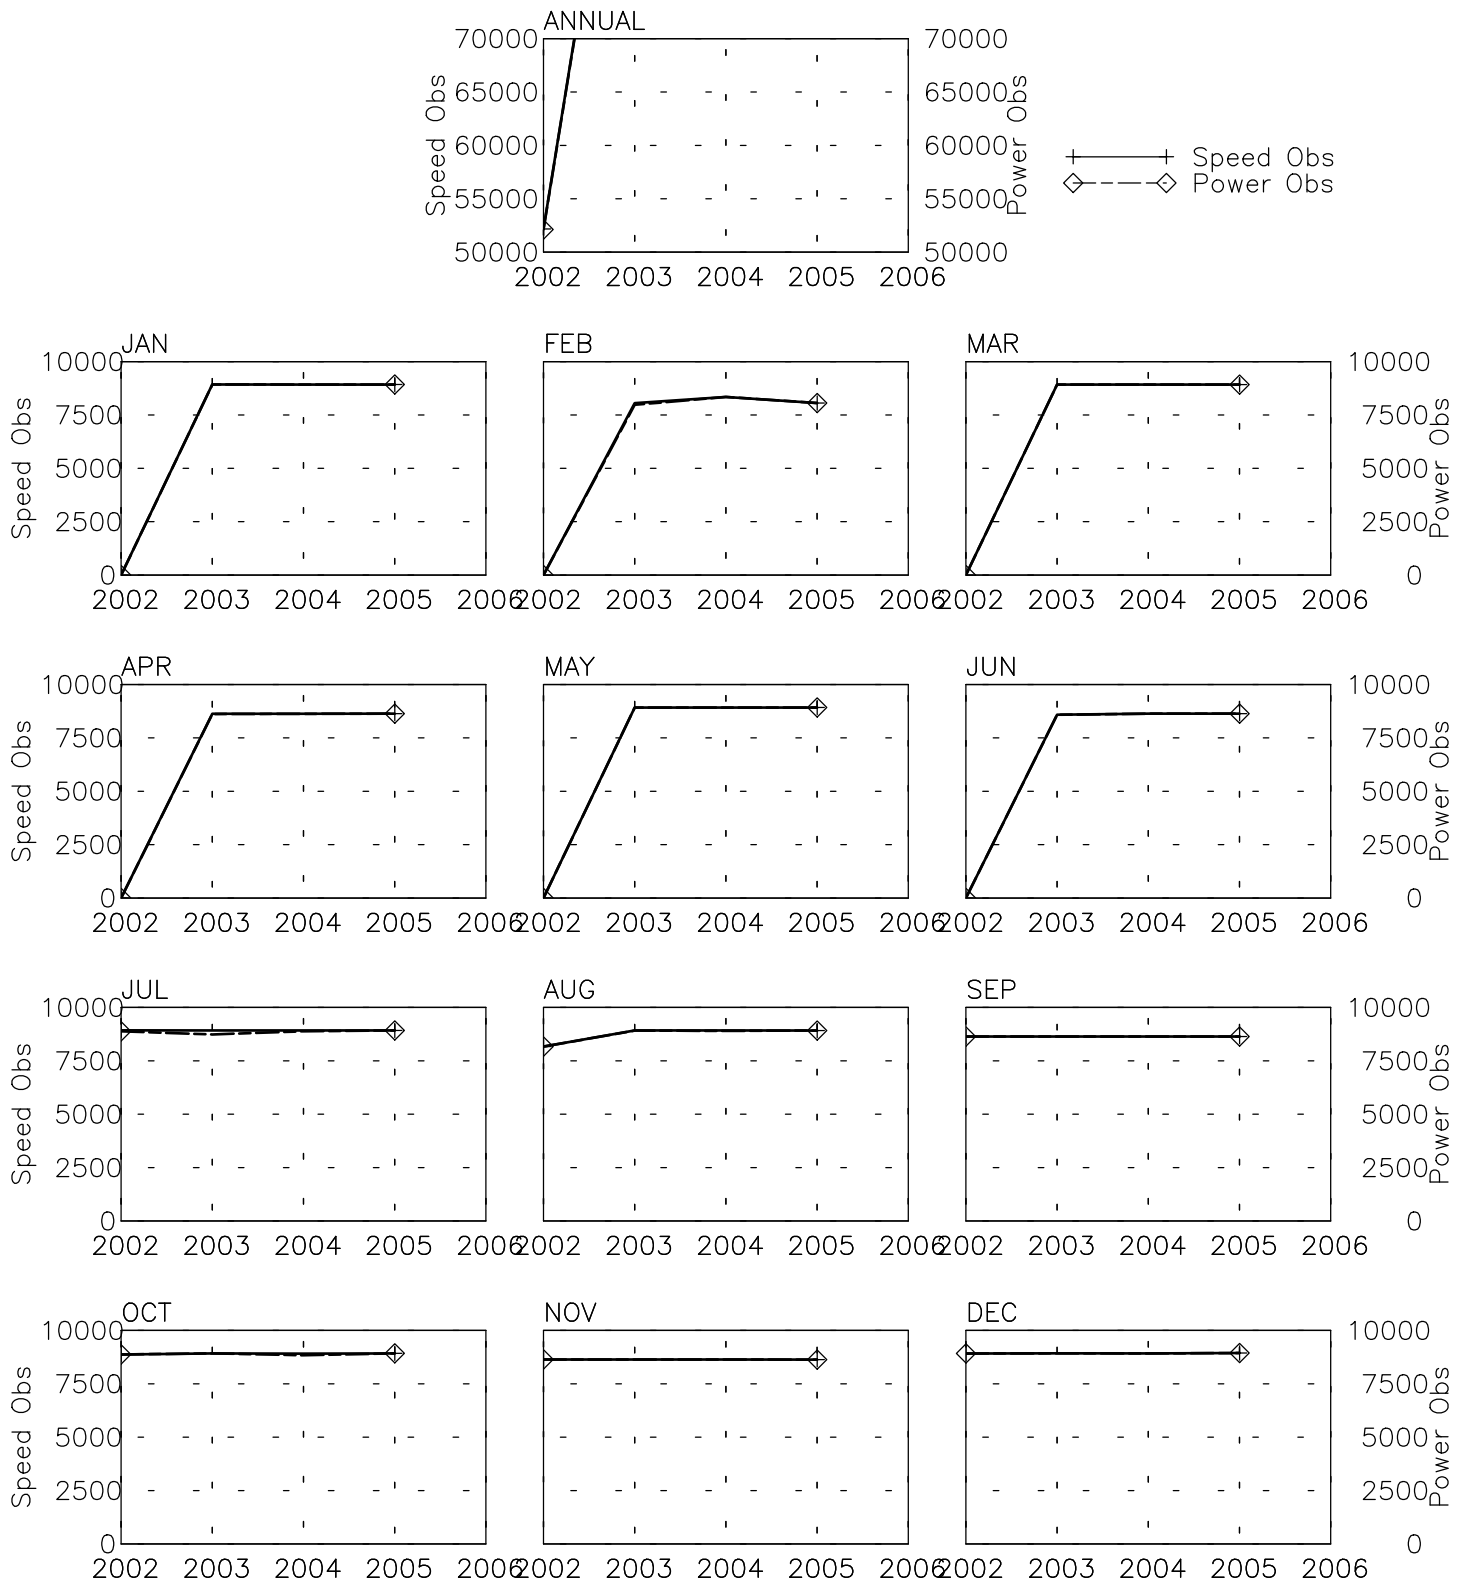 ANNUAL
70000 70000
65000 65000
60000 60000
55000 55000
50000 50000
Speed Obs
Power Obs
2002 2003 2004 2005 2006
Speed Obs
Power Obs
JAN FEB MAR
10000 10000
7500 7500
5000 5000
2500 2500
0 0
Speed Obs
Power Obs
2002 2003 2004 2005 2006 2002 2003 2004 2005 2006 2002 2003 2004 2005 2006
APR MAY JUN
10000 10000
7500 7500
5000 5000
2500 2500
0 0
Speed Obs
Power Obs
2002 2003 2004 2005 2006 2002 2003 2004 2005 2006 2002 2003 2004 2005 2006
JUL AUG SEP
10000 10000
7500 7500
5000 5000
2500 2500
0 0
Speed Obs
Power Obs
2002 2003 2004 2005 2006 2002 2003 2004 2005 2006 2002 2003 2004 2005 2006
OCT NOV DEC
10000 10000
7500 7500
5000 5000
2500 2500
0 0
Speed Obs
Power Obs
2002 2003 2004 2005 2006 2002 2003 2004 2005 2006 2002 2003 2004 2005 2006